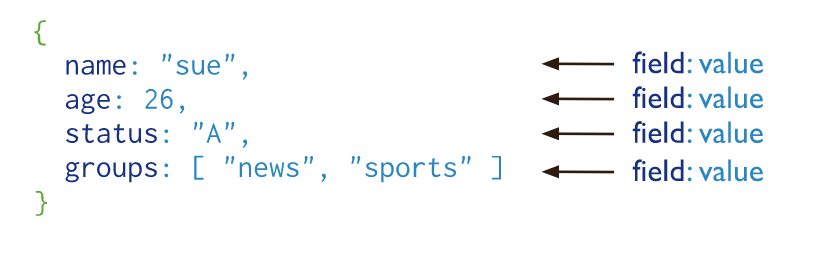 {
name: "sue", field: value
age: 26, field: value
status: "A", field: value
groups: [ "news", "sports" ] field: value
}